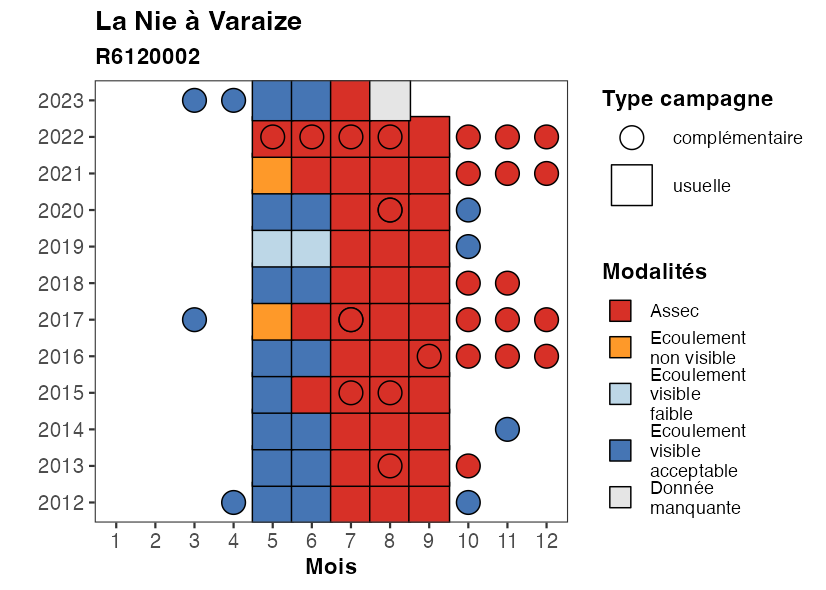 La Nie à Varaize
R6120002
2023
2022
2021
2020
2019
2018
2017
2016
2015
2014
2013
2012
1 2 3 4 5 6 7 8 9 10 11 12
Mois
Type campagne
complémentaire
usuelle
Modalités
Assec
Ecoulement
non visible
Ecoulement
visible
faible
Ecoulement
visible
acceptable
Donnée
manquante